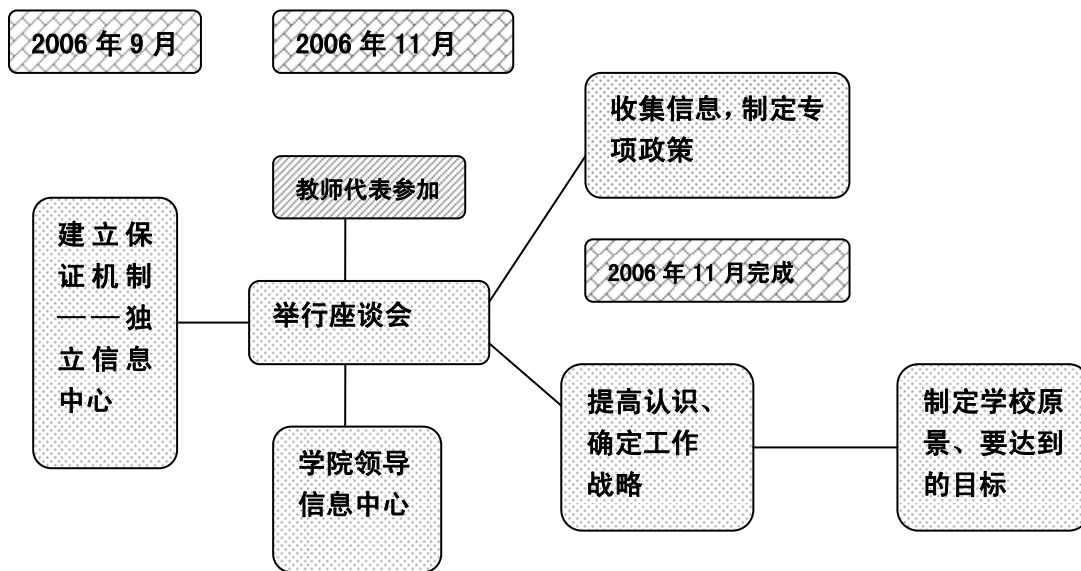 2006 年 9 月
2006 年 11 月
收集信息，制定专
项政策
教师代表参加
建立保
证机制
——独
立信息
中心
2006 年 11 月完成
举行座谈会
提高认识、
确定工作
战略
制定学校原
景、要达到
的目标
学院领导
信息中心